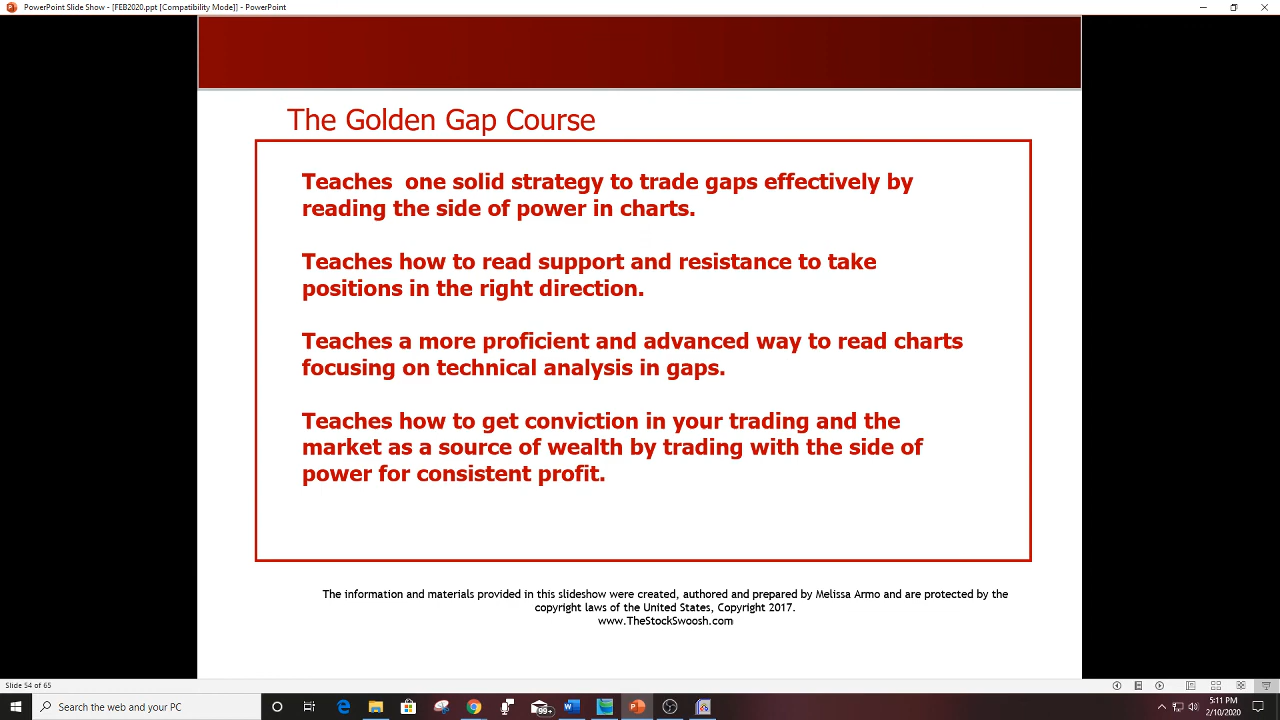 PowerPoint Slide Show - [FEB2020.ppt [Compatibility Mode]] - PowerPoint
The Golden Gap Course
Teaches  one solid strategy to trade gaps effectively by
reading the side of power in charts.
Teaches how to read support and resistance to take
positions in the right direction.
Teaches a more proficient and advanced way to read charts
focusing on technical analysis in gaps.
Teaches how to get conviction in your trading and the
market as a source of wealth by trading with the side of
power for consistent profit.
The information and materials provided in this slideshow were created, authored and prepared by Melissa Armo and are protected by the
copyright laws of the United States, Copyright 2017.
www.TheStockSwoosh.com
Slide 54 of 65
Search the web and your PC
99+
5:11 PM
2/10/2020